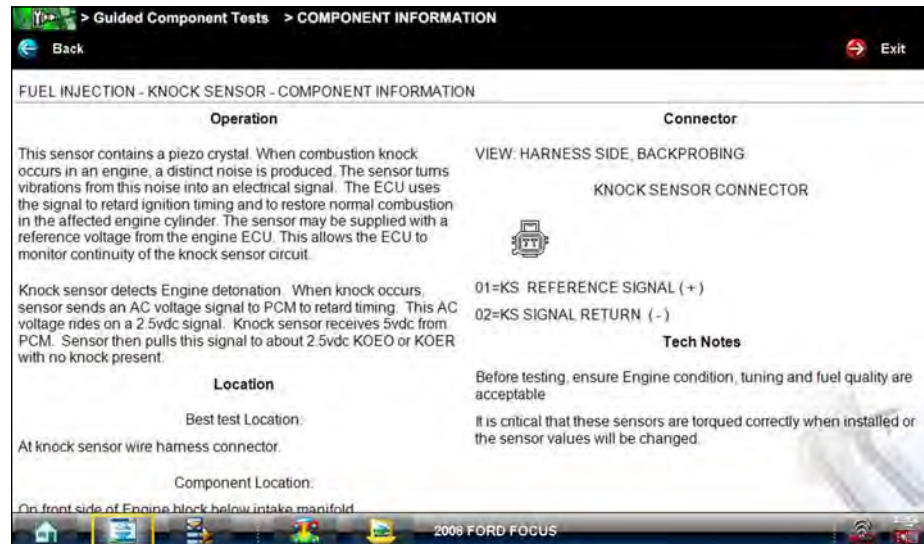 > Guided Component Tests > COMPONENT INFORMATION
Back
Exit
FUEL INJECTION - KNOCK SENSOR - COMPONENT INFORMATION
Operation
This sensor contains a piezo crystal. When combustion knock
occurs in an engine, a distinct noise is produced. The sensor turns
vibrations from this noise into an electrical signal. The ECU uses
the signal to retard ignition timing and to restore normal combustion
in the affected engine cylinder. The sensor may be supplied with a
reference voltage from the engine ECU. This allows the ECU to
monitor continuity of the knock sensor circuit.
Knock sensor detects Engine detonation. When knock occurs,
sensor sends an AC voltage signal to PCM to retard timing. This AC
voltage rides on a 2.5vdc signal. Knock sensor receives 5vdc from
PCM. Sensor then pulls this signal to about 2.5vdc KOEO or KOER
with no knock present.
Location
Best test Location:
At knock sensor wire harness connector.
Component Location:
On front side of Engine block below intake manifold
Connector
VIEW: HARNESS SIDE, BACKPROBING
KNOCK SENSOR CONNECTOR
01=KS REFERENCE SIGNAL ( + )
02=KS SIGNAL RETURN ( - )
Tech Notes
Before testing, ensure Engine condition, tuning and fuel quality are
acceptable
It is critical that these sensors are torqued correctly when installed or
the sensor values will be changed.
2008 FORD FOCUS